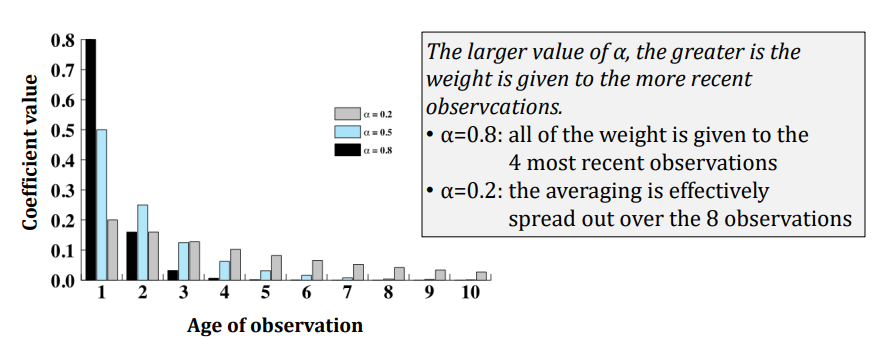 0.8
0.7
0.6
0.5
0.4
0.3
0.2
0.1
0.0
Coefficient value
1 2 3 4 5 6 7 8 9 10
Age of observation
α = 0.2
α = 0.5
α = 0.8
The larger value of α, the greater is the
weight is given to the more recent
observcations.
• α=0.8: all of the weight is given to the
4 most recent observations
• α=0.2: the averaging is effectively
spread out over the 8 observations